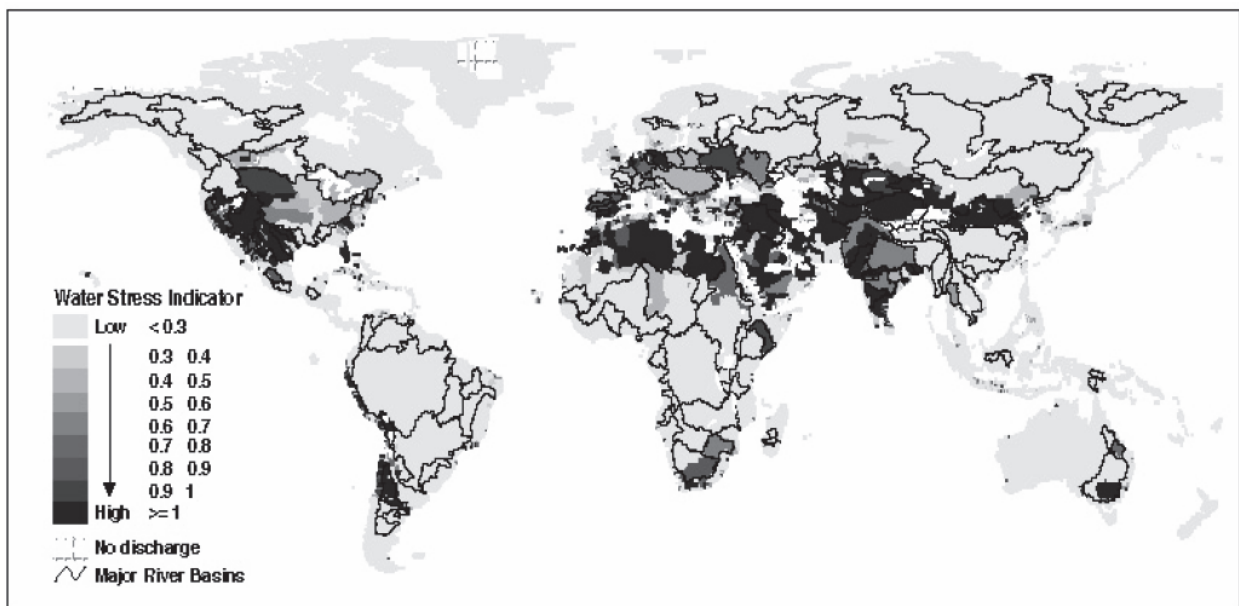 Water Stress Indicator
Low < 0.3
0.3 0.4
0.4 0.5
0.5 0.6
0.6 0.7
0.7 0.8
0.8 0.9
0.9 1
High >= 1
No discharge
Major River Basins